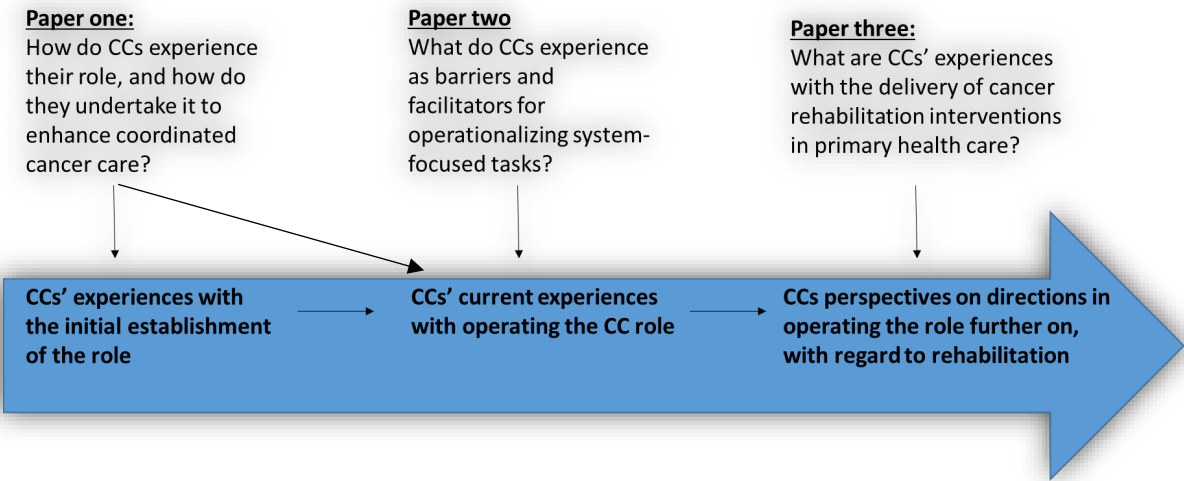 Paper one:
How do CCs experience
their role, and how do
they undertake it to
enhance coordinated
cancer care?
Paper two
What do CCs experience
as barriers and
facilitators for
operationalizing system-
focused tasks?
Paper three:
What are CCs’ experiences
with the delivery of cancer
rehabilitation interventions
in primary health care?
CCs’ experiences with
the initial establishment
of the role
CCs’ current experiences
with operating the CC role
CCs perspectives on directions in
operating the role further on,
with regard to rehabilitation